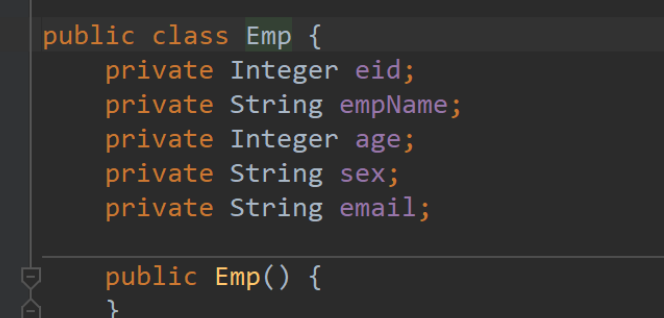 public class Emp {
private Integer eid;
private String empName;
private Integer age;
private String sex;
private String email;
public Emp() {
}